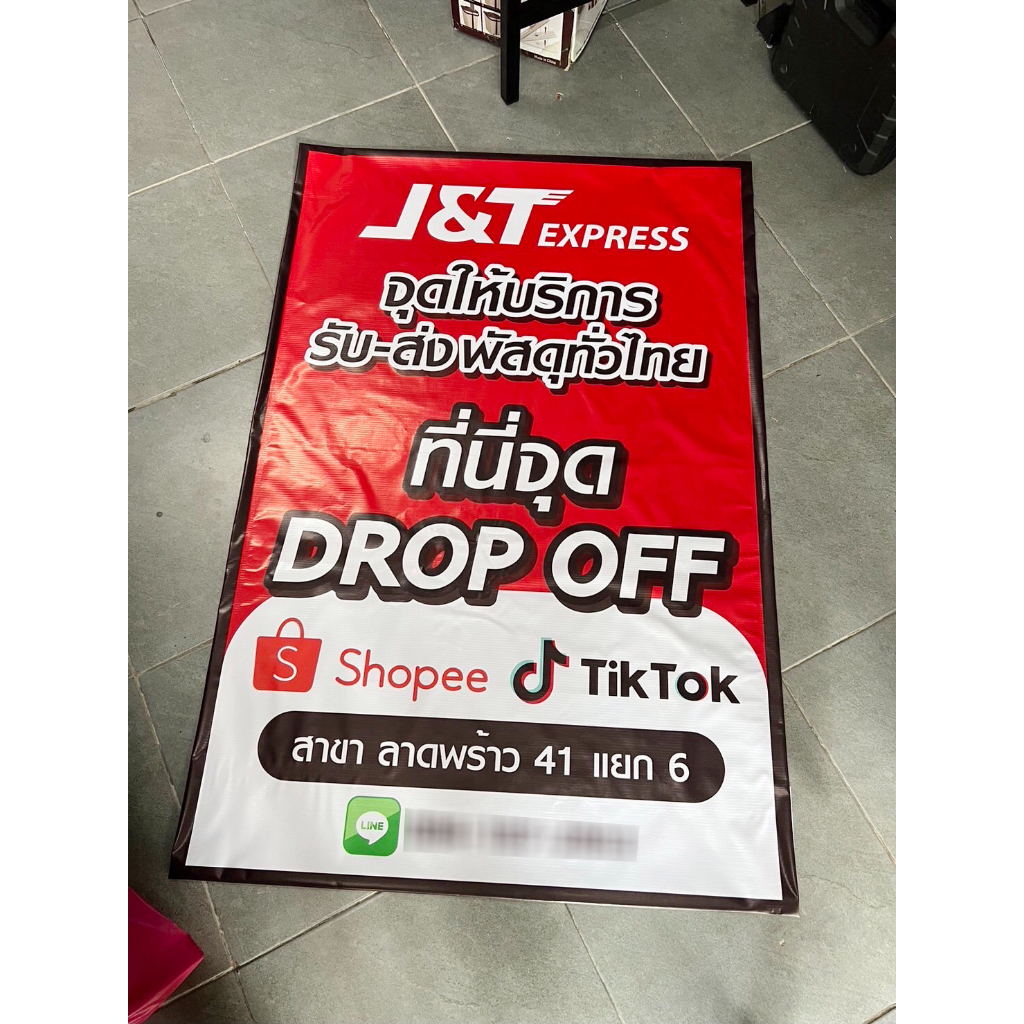 J&T EXPRESS
จุดให้บริการ
รับ-ส่งพัสดุทั่วไทย
ที่นี่จุด
DROP OFF
S Shopee TikTok
สาขา ลาดพร้าว 41 แยก 6
LINE